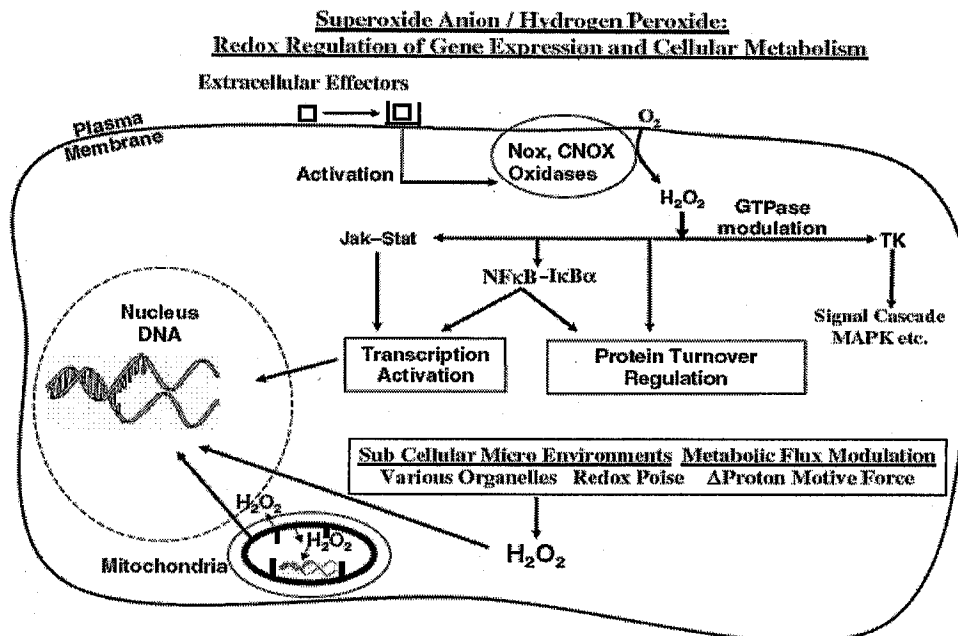 Superoxide Anion / Hydrogen Peroxide:
Redox Regulation of Gene Expression and Cellular Metabolism
Extracellular Effectors
Plasma
Membrane
O₂
Nox, CNOX
Oxidases
Activation
H₂O₂
GTPase
modulation
Jak–Stat
TK
NFκB–IκBα
Nucleus
DNA
Signal Cascade
MAPK etc.
Transcription
Activation
Protein Turnover
Regulation
Sub Cellular Micro Environments Metabolic Flux Modulation
Various Organelles Redox Poise ΔProton Motive Force
H₂O₂
H₂O₂
H₂O₂
Mitochondria